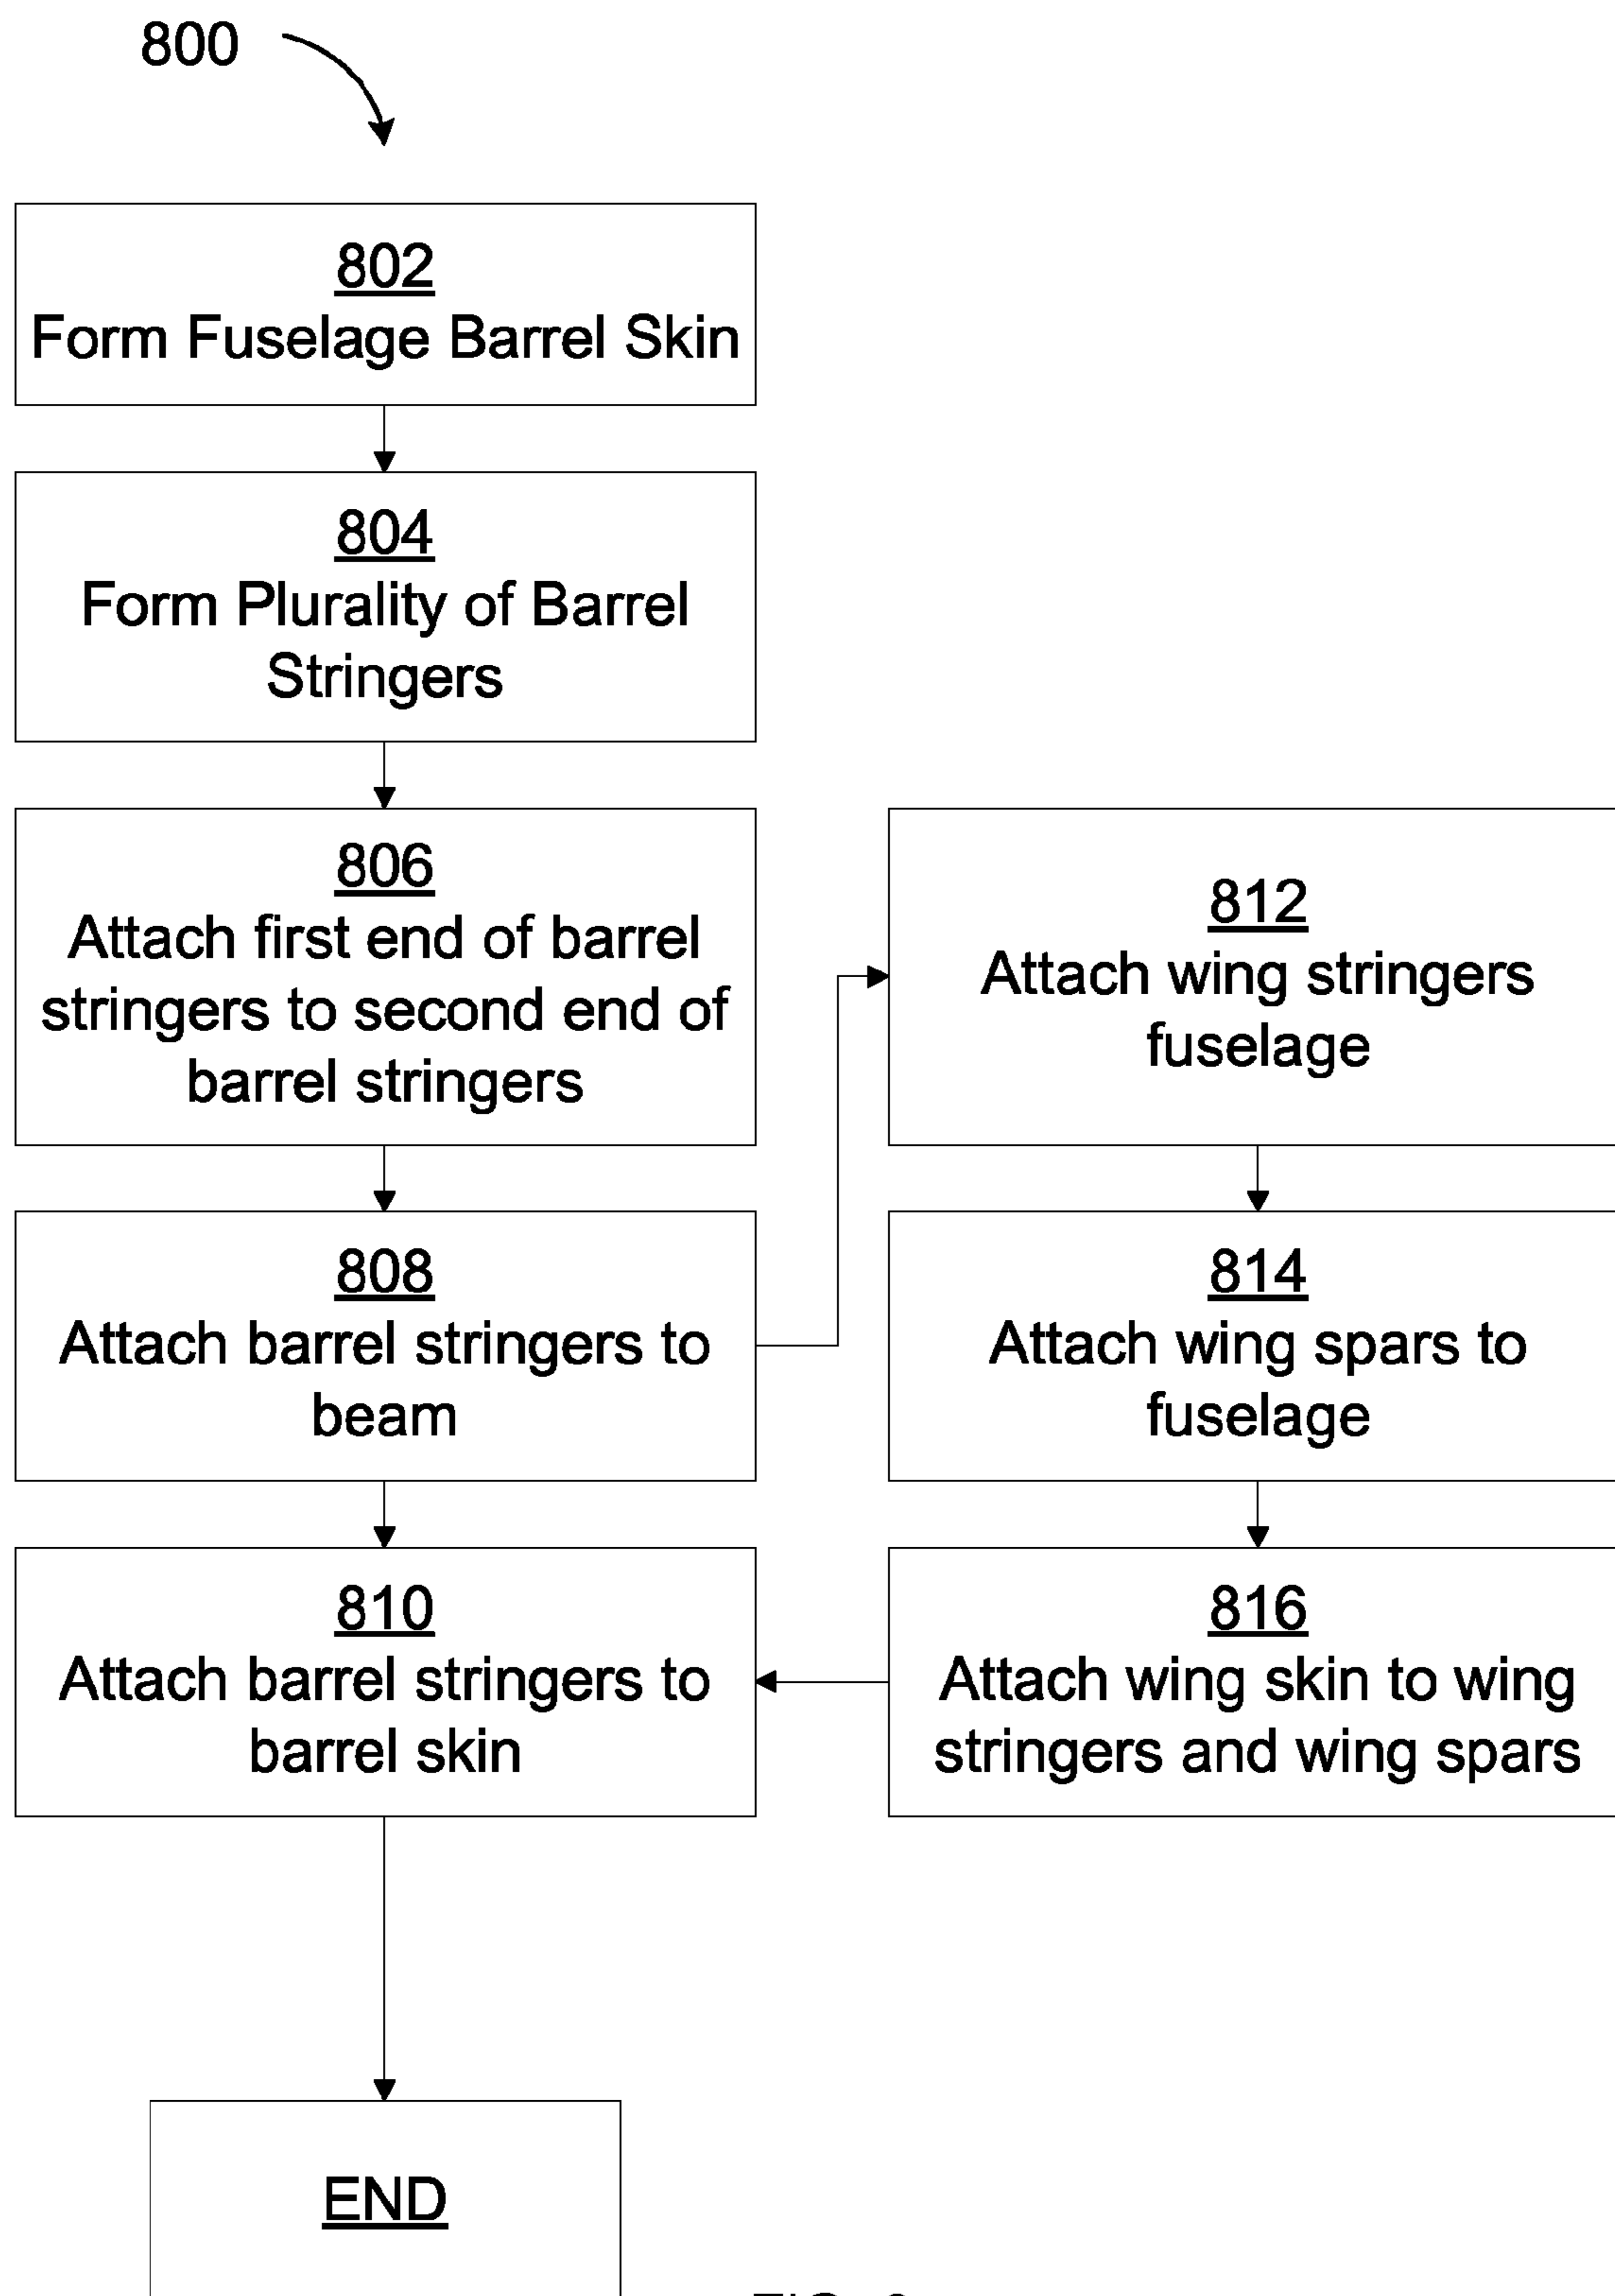 800
802
Form Fuselage Barrel Skin
804
Form Plurality of Barrel
Stringers
806
Attach first end of barrel
stringers to second end of
barrel stringers
808
Attach barrel stringers to
beam
810
Attach barrel stringers to
barrel skin
812
Attach wing stringers
fuselage
814
Attach wing spars to
fuselage
816
Attach wing skin to wing
stringers and wing spars
END